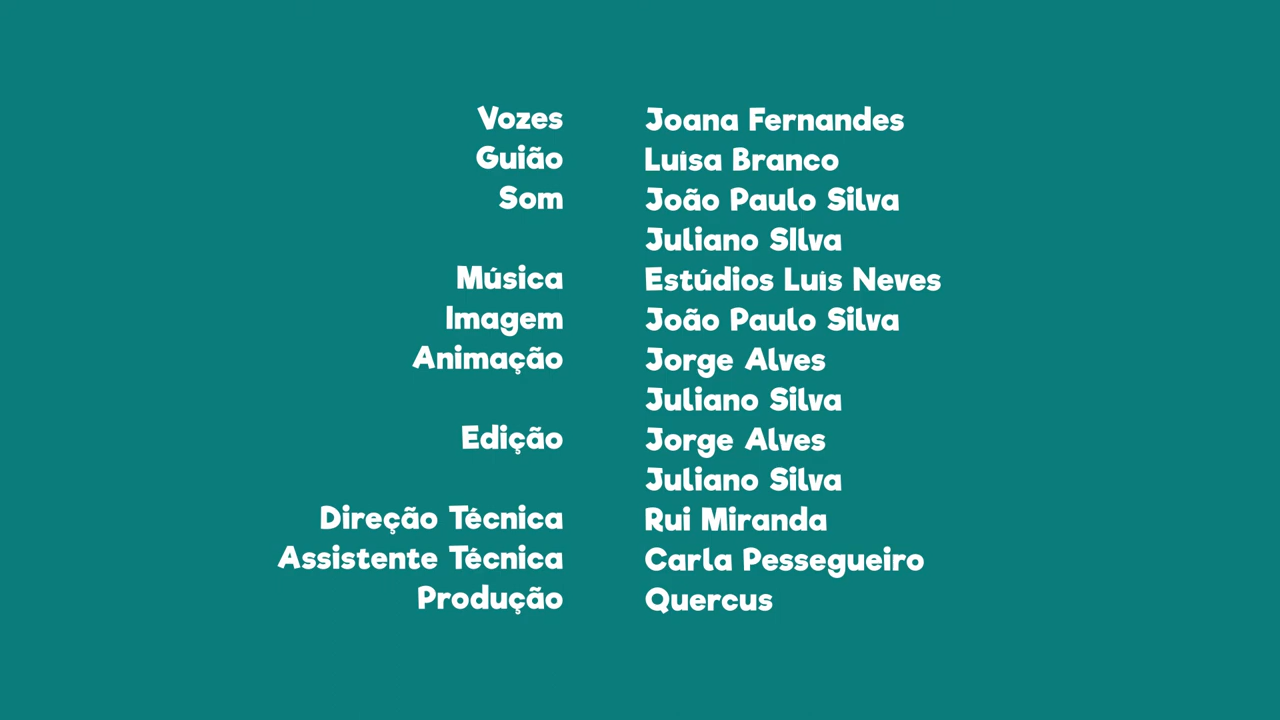 Vozes Joana Fernandes
Guião Luísa Branco
Som João Paulo Silva
Juliano SIlva
Música Estúdios Luís Neves
Imagem João Paulo Silva
Animação Jorge Alves
Juliano Silva
Edição Jorge Alves
Juliano Silva
Direção Técnica Rui Miranda
Assistente Técnica Carla Pessegueiro
Produção Quercus